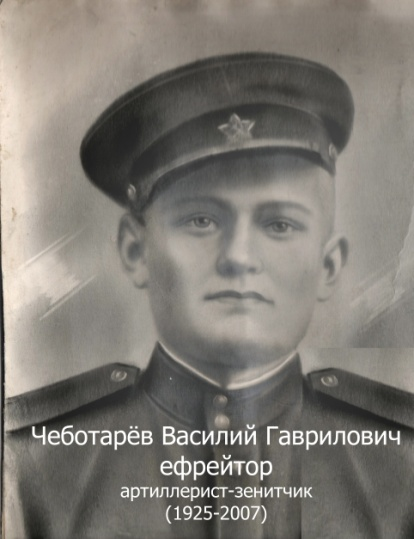 Чеботарёв Василий Гаврилович
ефрейтор
артиллерист-зенитчик
(1925-2007)